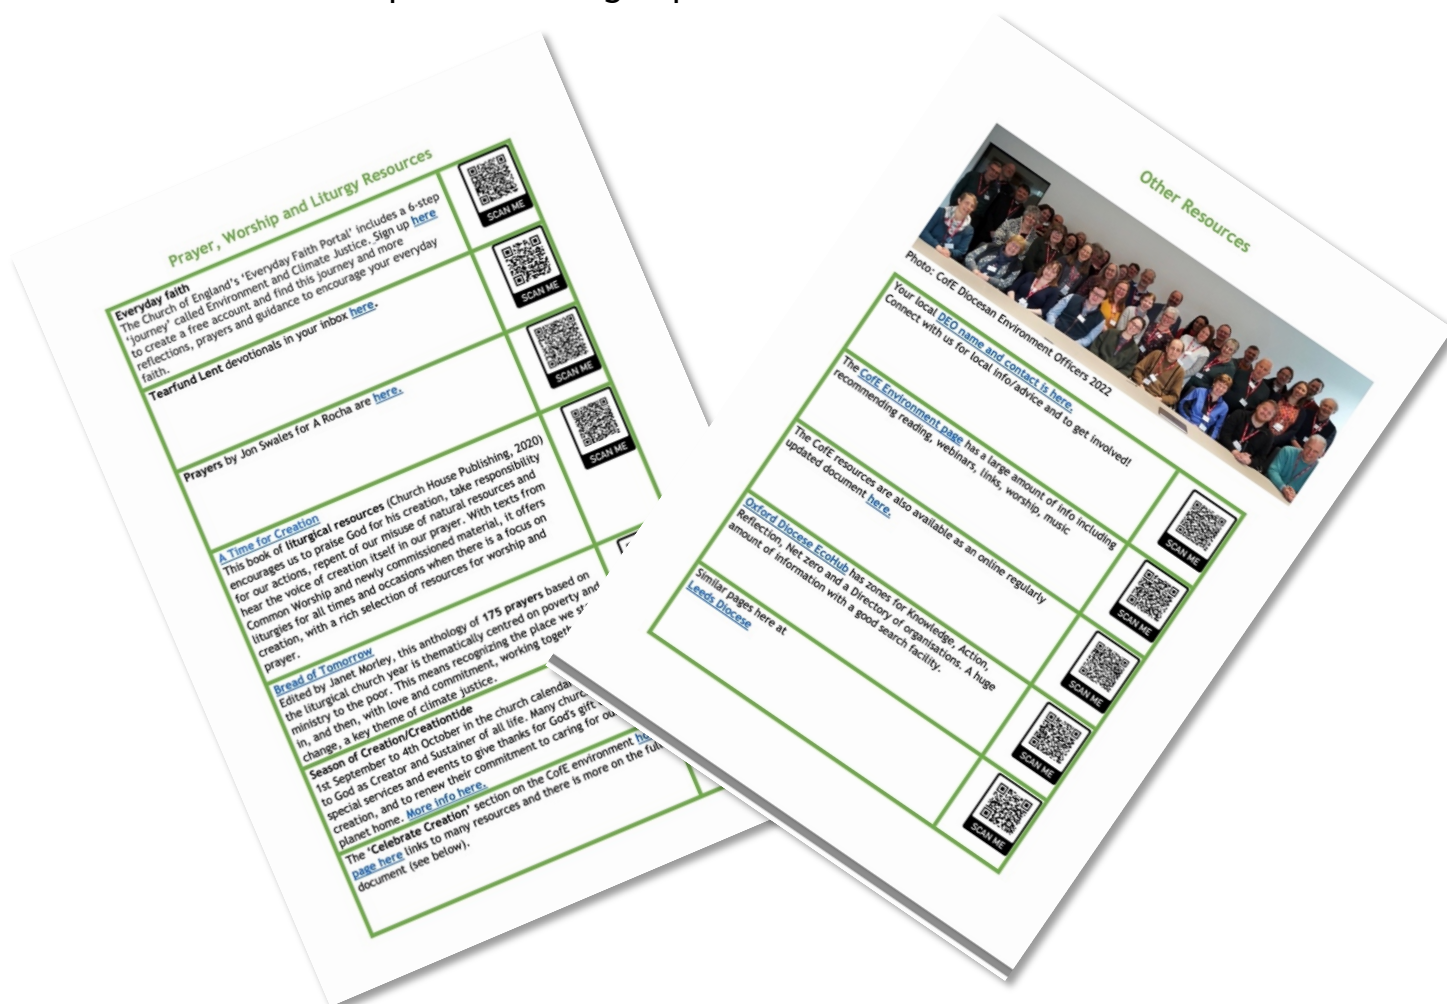 Prayer, Worship and Liturgy Resources
Everyday faith
The Church of England's 'Everyday Faith Portal' includes a 6-step
'journey' called Environment and Climate Justice. Sign up here
to create a free account and find this journey and more
reflections, prayers and guidance to encourage your everyday
faith.
SCAN ME
Tearfund Lent devotionals in your inbox here.
SCAN ME
Prayers by Jon Swales for A Rocha are here.
SCAN ME
A Time for Creation
This book of liturgical resources (Church House Publishing, 2020)
encourages us to praise God for his creation, take responsibility
for our actions, repent of our misuse of natural resources and
hear the voice of creation itself in our prayer. With texts from
Common Worship and newly commissioned material, it offers
liturgies for all times and occasions when there is a focus on
creation, with a rich selection of resources for worship and
prayer.
SCAN ME
Bread of Tomorrow
Edited by Janet Morley, this anthology of 175 prayers based on
the liturgical church year is thematically centred on poverty and
ministry to the poor. This means recognizing the place we
in, and then, with love and commitment, working
change, a key theme of climate justice.
Season of Creation/Creationtide
1st September to 4th October in the church calendar
to God as Creator and Sustainer of all life. Many
special services and events to give thanks for God's gift
creation, and to renew their commitment to caring for
planet home. More info here.
The 'Celebrate Creation' section on the CofE environment
page here links to many resources and there is more on the
document (see below).
Other Resources
Photo: CofE Diocesan Environment Officers 2022
Your local DEO name and contact is here.
Connect with us for local info/advice and to get involved!
SCAN ME
The CofE Environment page has a large amount of info including
recommending reading, webinars, links, worship, music
SCAN ME
The CofE resources are also available as an online regularly
updated document here.
SCAN ME
Oxford Diocese EcoHub has zones for Knowledge, Action,
Reflection, Net zero and a Directory of organisations. A huge
amount of information with a good search facility.
SCAN ME
Similar pages here at
Leeds Diocese
SCAN ME